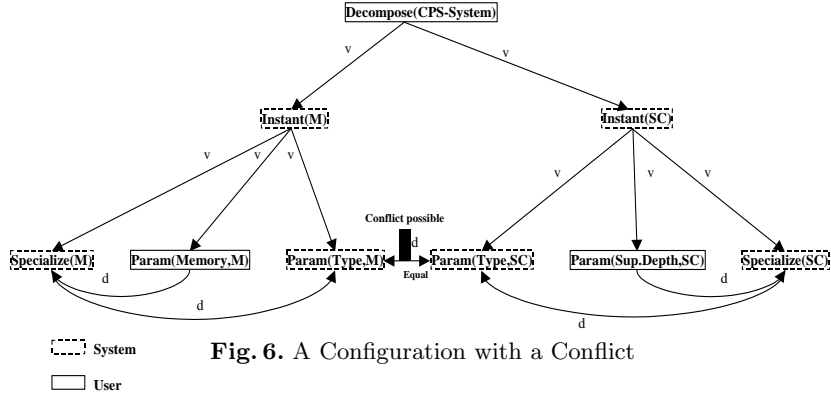 Decompose(CPS-System)
v
v
Instant(M)
Instant(SC)
v
v
v
v
v
v
Conflict possible
d
Specialize(M)
Param(Memory,M)
Param(Type,M)
Param(Type,SC)
Param(Sup.Depth,SC)
Specialize(SC)
Equal
d
d
d
d
System
Fig. 6. A Configuration with a Conflict
User